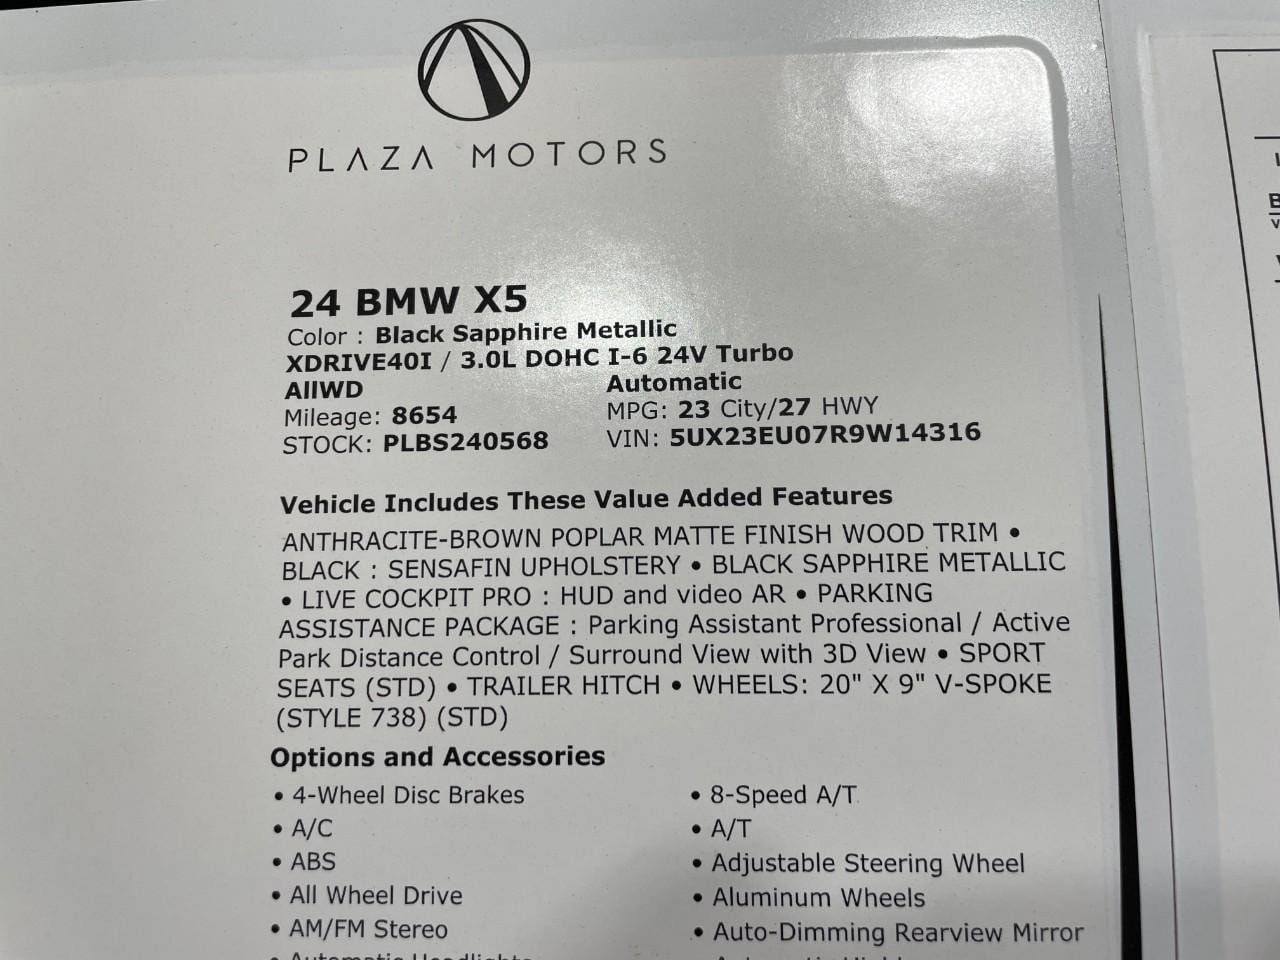 PLAZA MOTORS
24 BMW X5
Color : Black Sapphire Metallic
XDRIVE40I / 3.0L DOHC I-6 24V Turbo
AllWD Automatic
Mileage: 8654 MPG: 23 City/27 HWY
STOCK: PLBS240568 VIN: 5UX23EU07R9W14316
Vehicle Includes These Value Added Features
ANTHRACITE-BROWN POPLAR MATTE FINISH WOOD TRIM •
BLACK : SENSAFIN UPHOLSTERY • BLACK SAPPHIRE METALLIC
• LIVE COCKPIT PRO : HUD and video AR • PARKING
ASSISTANCE PACKAGE : Parking Assistant Professional / Active
Park Distance Control / Surround View with 3D View • SPORT
SEATS (STD) • TRAILER HITCH • WHEELS: 20" X 9" V-SPOKE
(STYLE 738) (STD)
Options and Accessories
• 4-Wheel Disc Brakes • 8-Speed A/T
• A/C • A/T
• ABS • Adjustable Steering Wheel
• All Wheel Drive • Aluminum Wheels
• AM/FM Stereo • Auto-Dimming Rearview Mirror